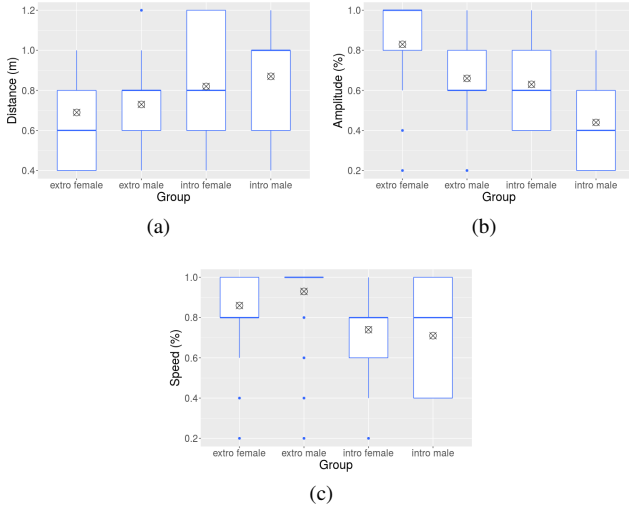 Distance (m)
1.2
1.0
0.8
0.6
0.4
extro female extro male intro female intro male
Group
(a)
Amplitude (%)
1.0
0.8
0.6
0.4
0.2
extro female extro male intro female intro male
Group
(b)
Speed (%)
1.0
0.8
0.6
0.4
0.2
extro female extro male intro female intro male
Group
(c)